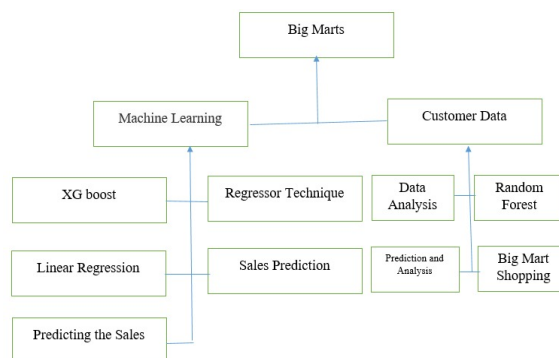 Big Marts
Machine Learning
Customer Data
XG boost
Regressor Technique
Data
Analysis
Random
Forest
Linear Regression
Sales Prediction
Prediction and
Analysis
Big Mart
Shopping
Predicting the Sales